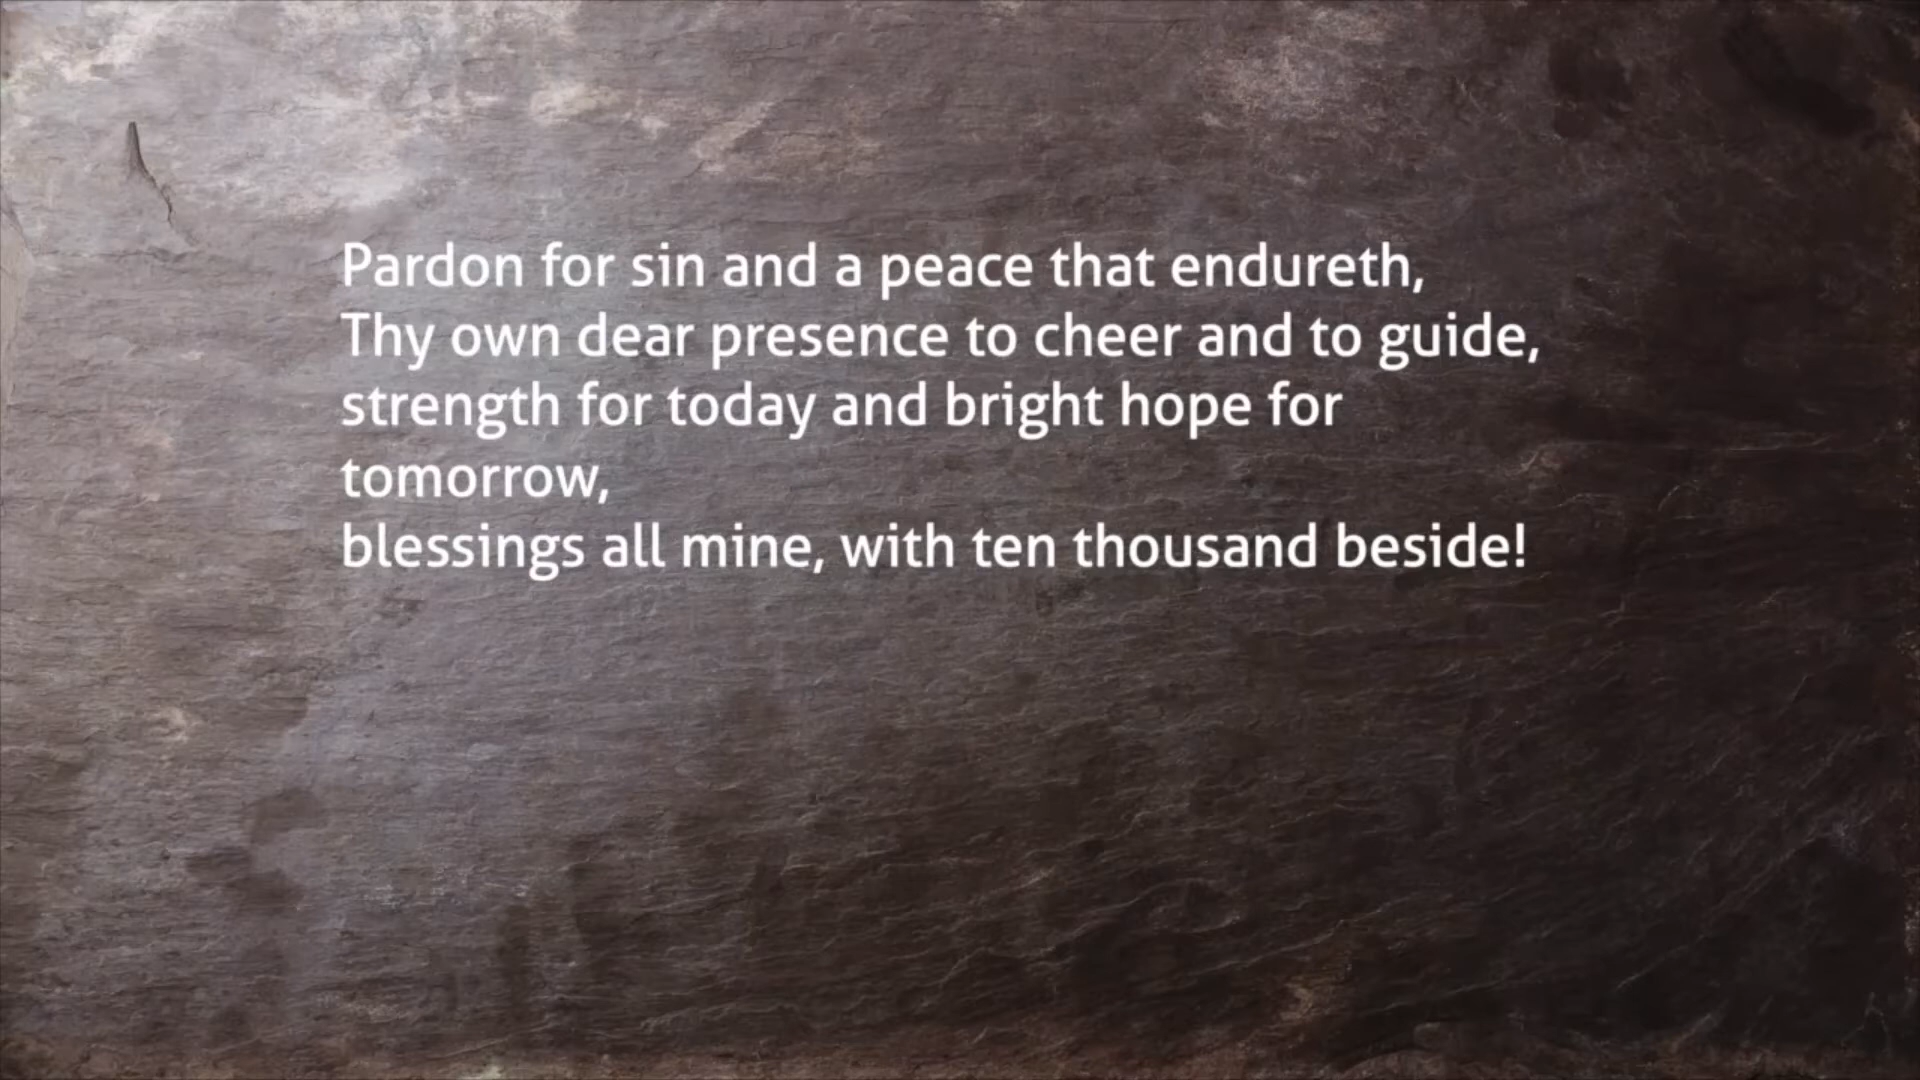 Pardon for sin and a peace that endureth,
Thy own dear presence to cheer and to guide,
strength for today and bright hope for
tomorrow,
blessings all mine, with ten thousand beside!